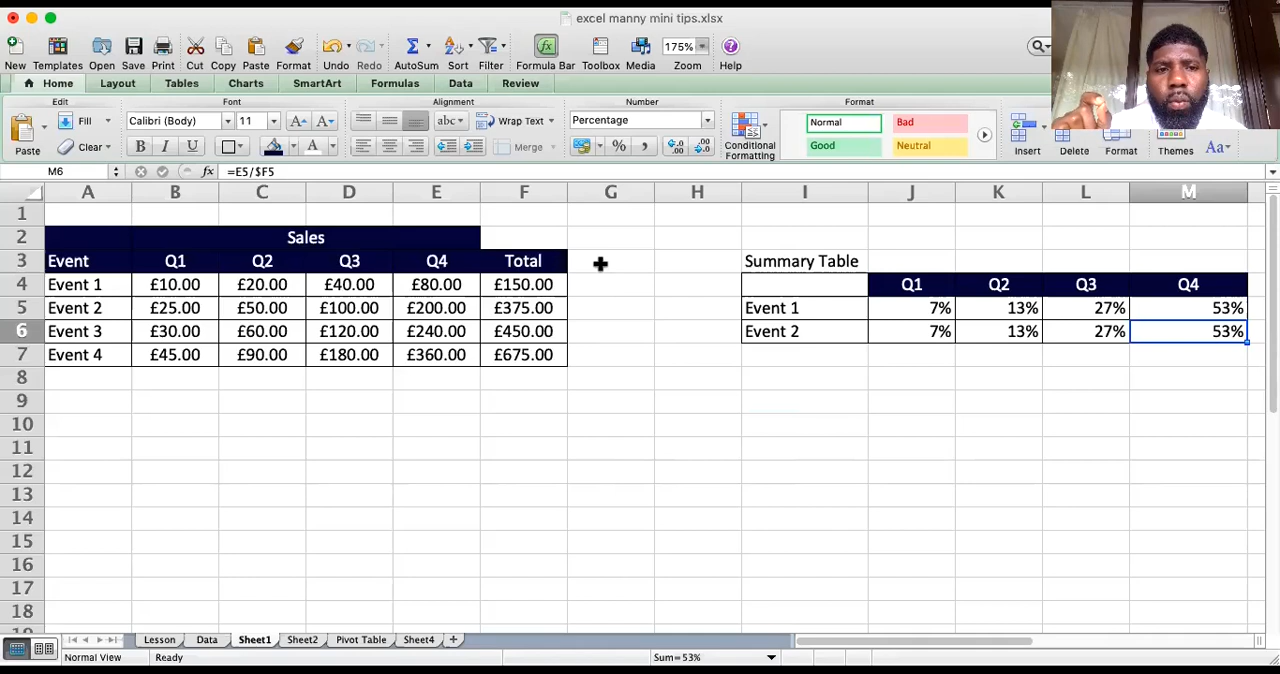 excel manny mini tips.xlsx
New Templates Open Save Print Cut Copy Paste Format Undo Redo AutoSum Sort Filter Formula Bar Toolbox Media 175% Zoom Help
Home Layout Tables Charts SmartArt Formulas Data Review
Edit Font Alignment Number Format
Fill Calibri (Body) 11 A A abc Wrap Text Percentage Normal Bad
Paste Clear B I U A Merge % , Conditional Formatting Good Neutral Insert Delete Format Themes Aa
M6 fx =E5/$F5
A B C D E F G H I J K L M
1
2 Sales
3 Event Q1 Q2 Q3 Q4 Total Summary Table
4 Event 1 £10.00 £20.00 £40.00 £80.00 £150.00 Q1 Q2 Q3 Q4
5 Event 2 £25.00 £50.00 £100.00 £200.00 £375.00 Event 1 7% 13% 27% 53%
6 Event 3 £30.00 £60.00 £120.00 £240.00 £450.00 Event 2 7% 13% 27% 53%
7 Event 4 £45.00 £90.00 £180.00 £360.00 £675.00
8
9
10
11
12
13
14
15
16
17
18
Lesson Data Sheet1 Sheet2 Pivot Table Sheet4
Normal View Ready Sum=53%